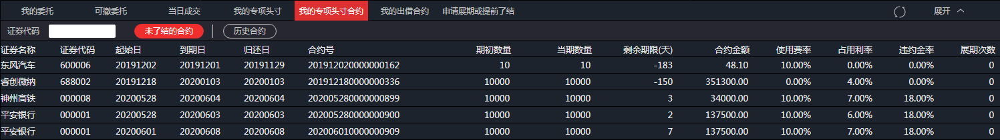 我的委托 可撤委托 当日成交 我的专项头寸 我的专项头寸合约 我的出借合约 申请展期或提前了结 展开
证券代码 未了结的合约 历史合约
证券名称 证券代码 起始日 到期日 归还日 合约号 期初数量 当期数量 剩余期限(天) 合约金额 使用费率 占用利率 违约金率 展期次数
东风汽车 600006 20191202 20191201 20191129 201912020000000162 10 10 -183 48.10 10.00% 0.00% 0.00% 0
睿创微纳 688002 20191218 20200103 20200103 201912180000000336 10000 10000 -150 351300.00 0.00% 4.00% 0.00% 0
神州高铁 000008 20200528 20200604 20200604 202005280000000899 10000 10000 3 34000.00 10.00% 7.00% 18.00% 0
平安银行 000001 20200528 20200603 20200603 202005280000000900 10000 10000 2 137500.00 10.00% 6.00% 18.00% 0
平安银行 000001 20200601 20200608 20200608 202006010000000909 10000 10000 7 137500.00 10.00% 7.00% 18.00% 0